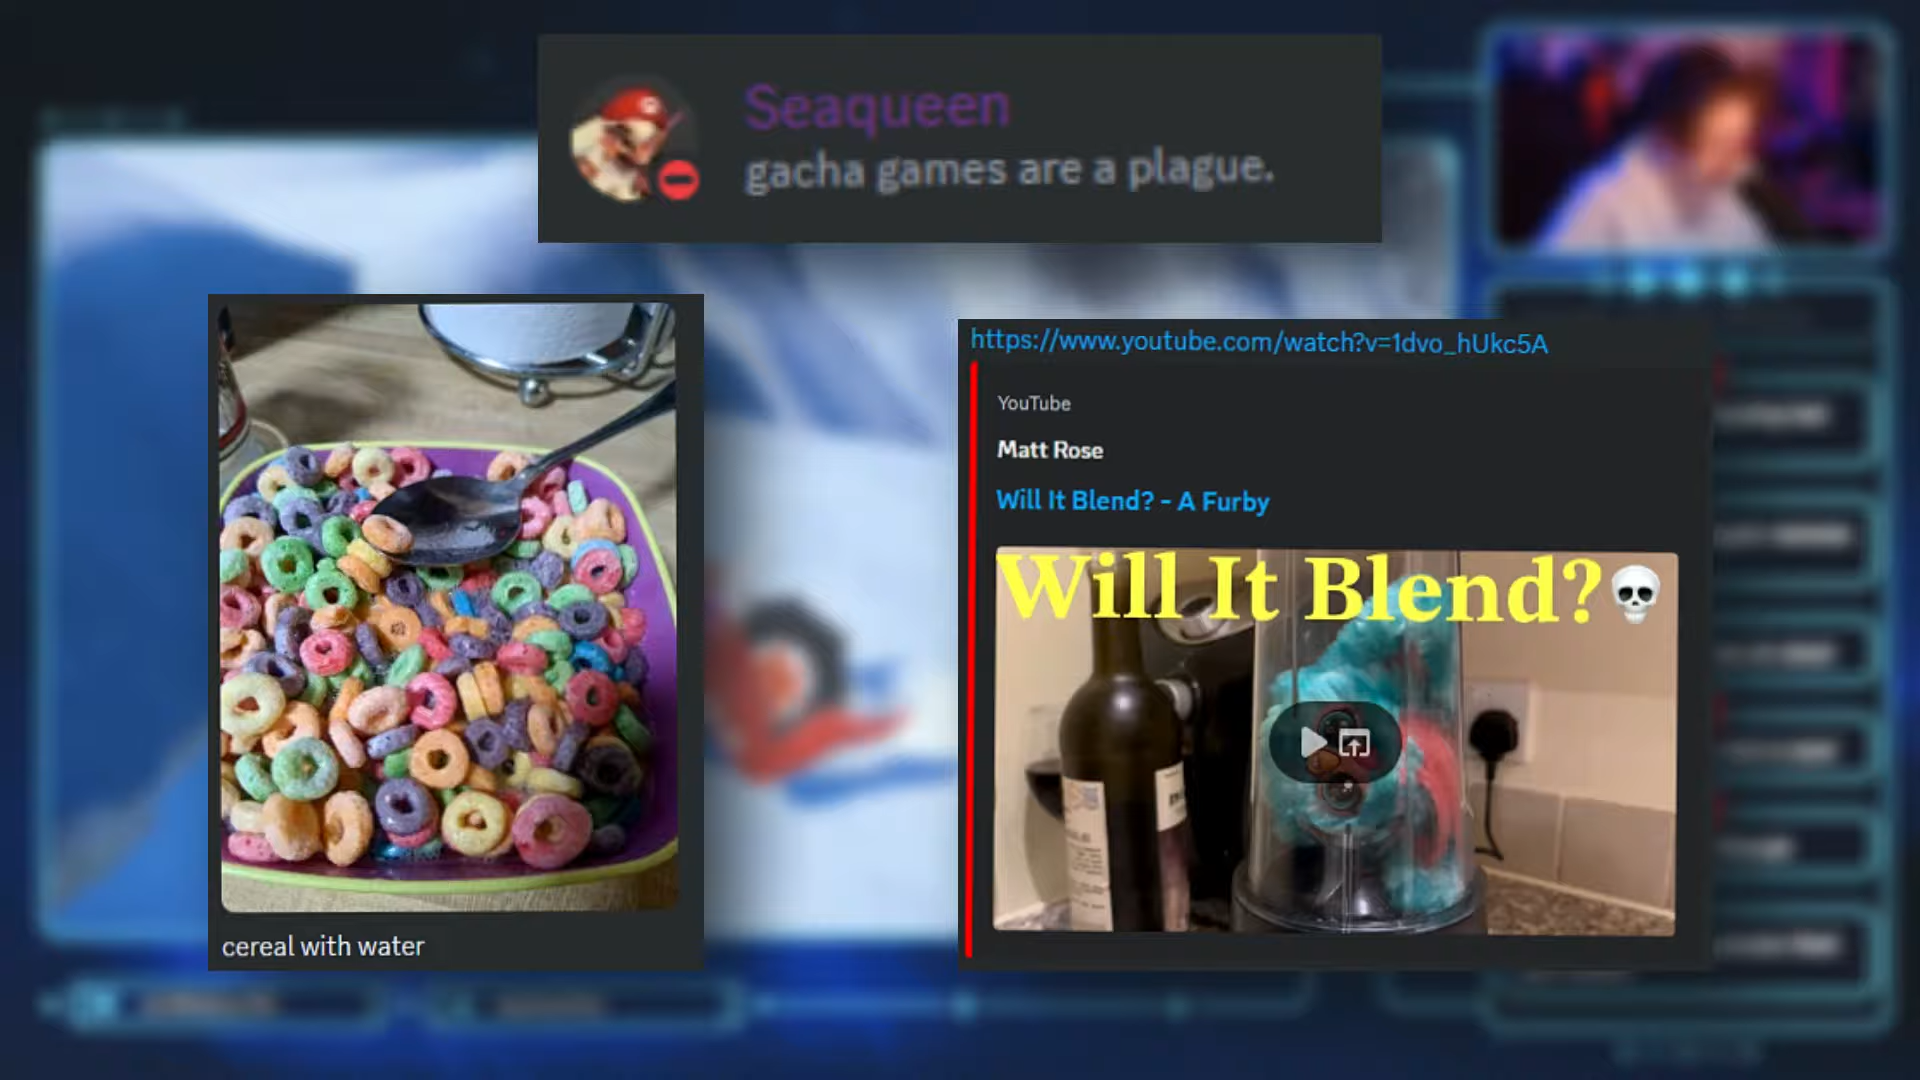 Seaqueen
gacha games are a plague.
cereal with water
https://www.youtube.com/watch?v=1dvo_hUkc5A
YouTube
Matt Rose
Will It Blend? - A Furby
Will It Blend?💀